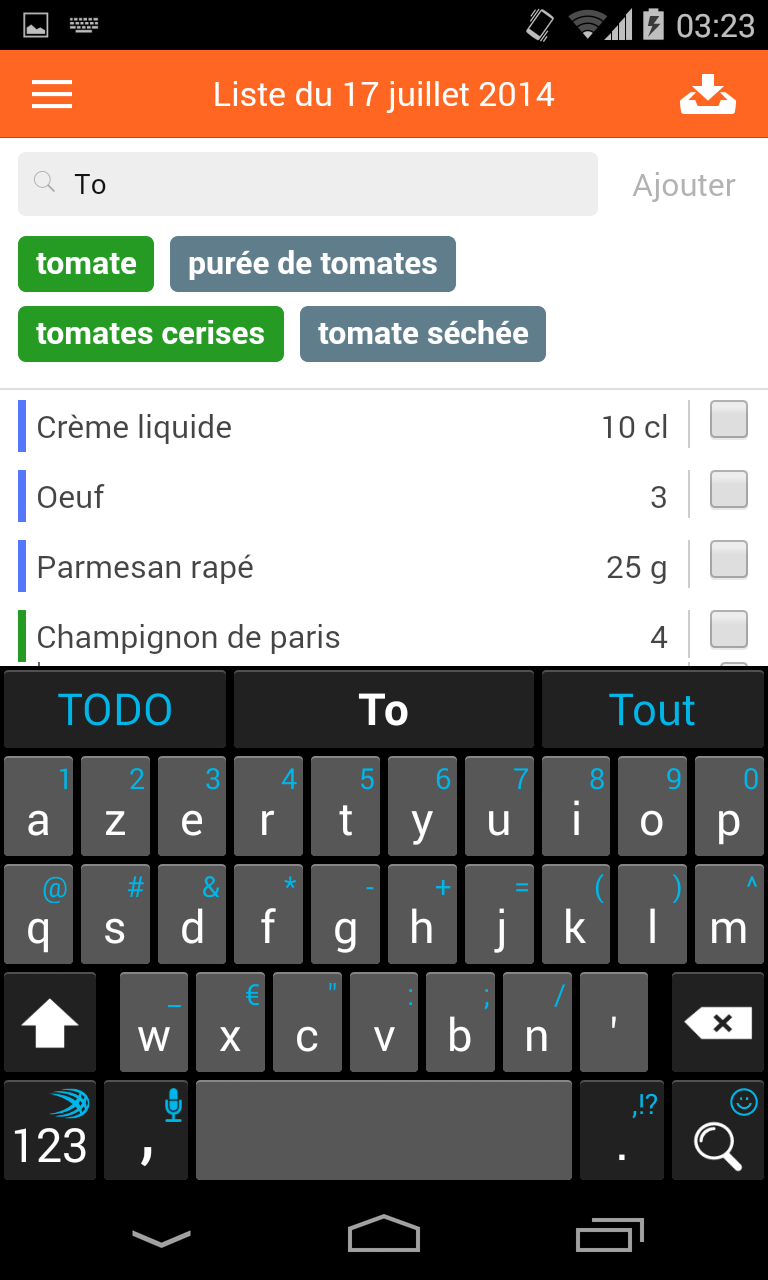 03:23
Liste du 17 juillet 2014
To Ajouter
tomate purée de tomates
tomates cerises tomate séchée
Crème liquide 10 cl
Oeuf 3
Parmesan rapé 25 g
Champignon de paris 4
TODO To Tout
1 2 3 4 5 6 7 8 9 0
a z e r t y u i o p
@ # & * - + = ( ) ^
q s d f g h j k l m
_ € " : ; /
w x c v b n '
,!?
123 , .